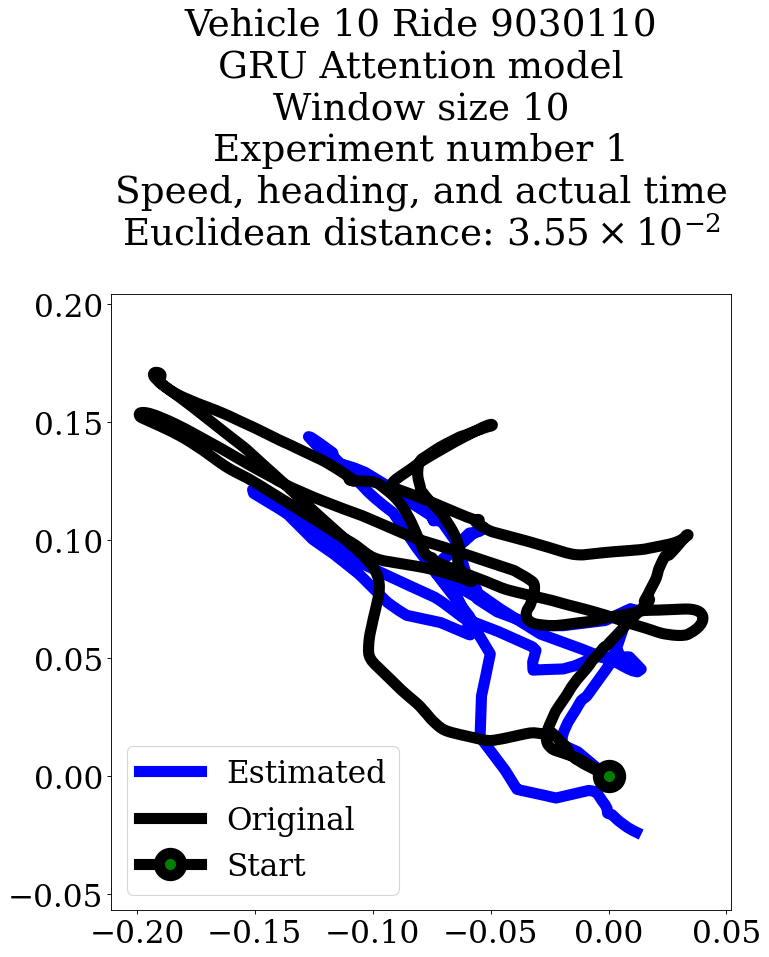 Vehicle 10 Ride 9030110
GRU Attention model
Window size 10
Experiment number 1
Speed, heading, and actual time
Euclidean distance: 3.55 × 10⁻²
0.20
0.15
0.10
0.05
0.00
−0.05
Estimated
Original
Start
−0.20 −0.15 −0.10 −0.05 0.00 0.05